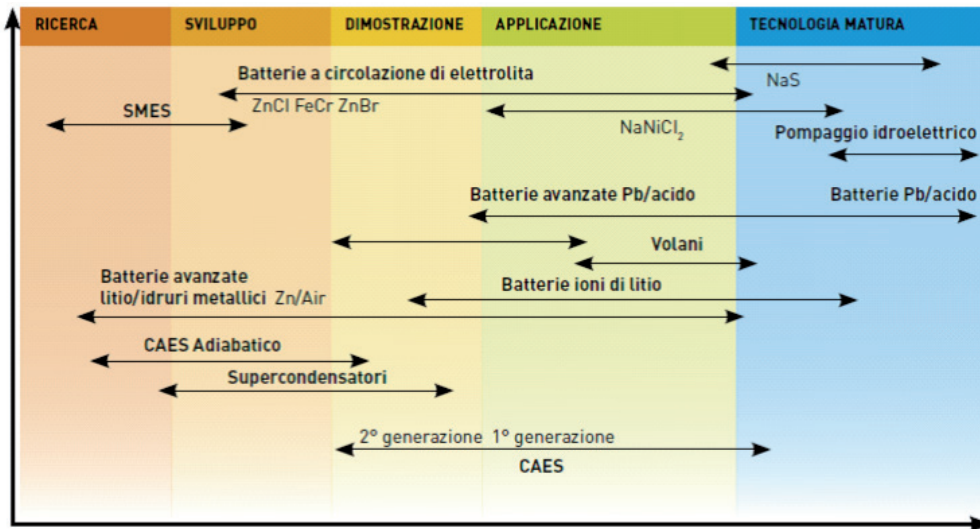 RICERCA
SVILUPPO
DIMOSTRAZIONE
APPLICAZIONE
TECNOLOGIA MATURA
Batterie a circolazione di elettrolita
NaS
ZnCl FeCr ZnBr
SMES
NaNiCl₂
Pompaggio idroelettrico
Batterie avanzate Pb/acido
Batterie Pb/acido
Volani
Batterie avanzate
litio/idruri metallici Zn/Air
Batterie ioni di litio
CAES Adiabatico
Supercondensatori
2° generazione 1° generazione
CAES